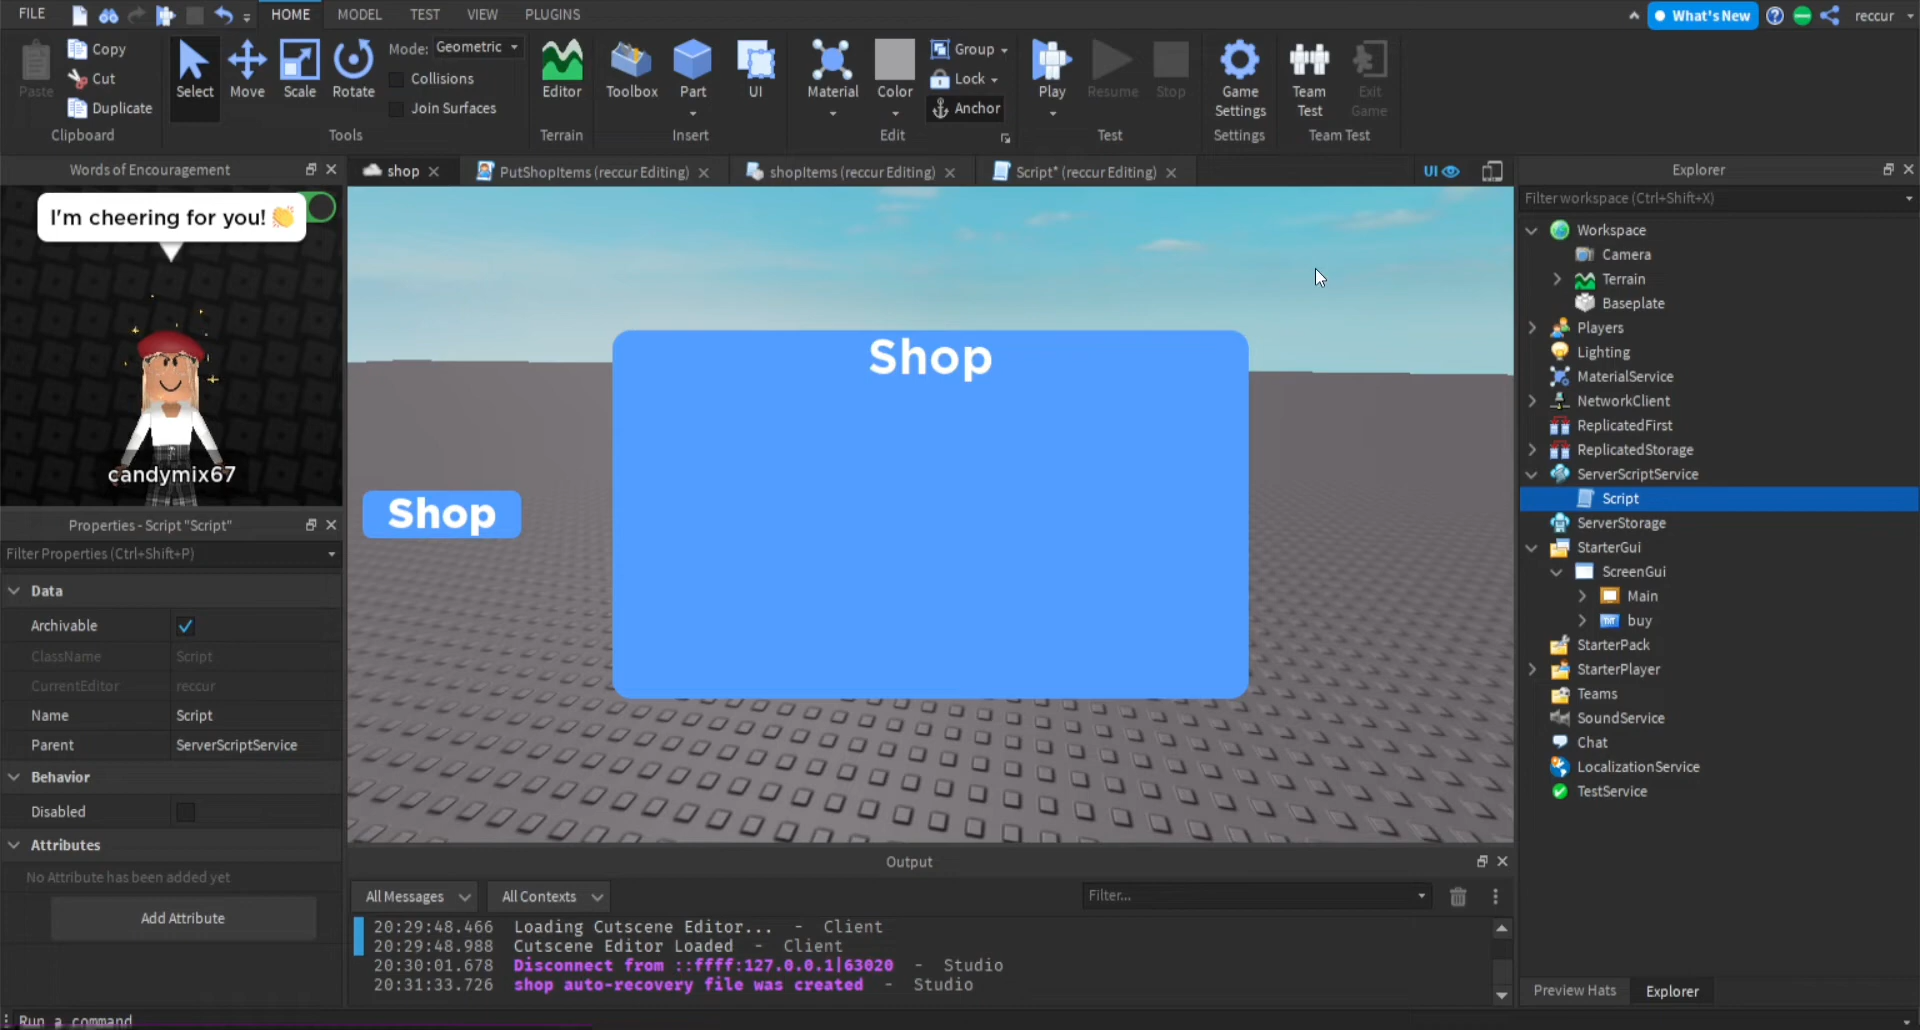 FILE
HOME
MODEL
TEST
VIEW
PLUGINS
What's New
reccur
Paste
Copy
Cut
Duplicate
Clipboard
Select
Move
Scale
Rotate
Mode:
Geometric
Collisions
Join Surfaces
Tools
Editor
Terrain
Toolbox
Part
UI
Insert
Material
Color
Group
Lock
Anchor
Edit
Play
Resume
Stop
Test
Game
Settings
Settings
Team
Test
Exit
Game
Team Test
Words of Encouragement
I'm cheering for you! 👏
candymix67
Properties - Script "Script"
Filter Properties (Ctrl+Shift+P)
Data
Archivable
ClassName
Script
CurrentEditor
reccur
Name
Script
Parent
ServerScriptService
Behavior
Disabled
Attributes
No Attribute has been added yet
Add Attribute
shop
PutShopItems (reccur Editing)
shopItems (reccur Editing)
Script* (reccur Editing)
UI
Shop
Shop
Output
All Messages
All Contexts
Filter...
20:29:48.466 Loading Cutscene Editor... - Client
20:29:48.988 Cutscene Editor Loaded - Client
20:30:01.678 Disconnect from ::ffff:127.0.0.1|63020 - Studio
20:31:33.726 shop auto-recovery file was created - Studio
Explorer
Filter workspace (Ctrl+Shift+X)
Workspace
Camera
Terrain
Baseplate
Players
Lighting
MaterialService
NetworkClient
ReplicatedFirst
ReplicatedStorage
ServerScriptService
Script
ServerStorage
StarterGui
ScreenGui
Main
buy
StarterPack
StarterPlayer
Teams
SoundService
Chat
LocalizationService
TestService
Preview Hats
Explorer
Run a command